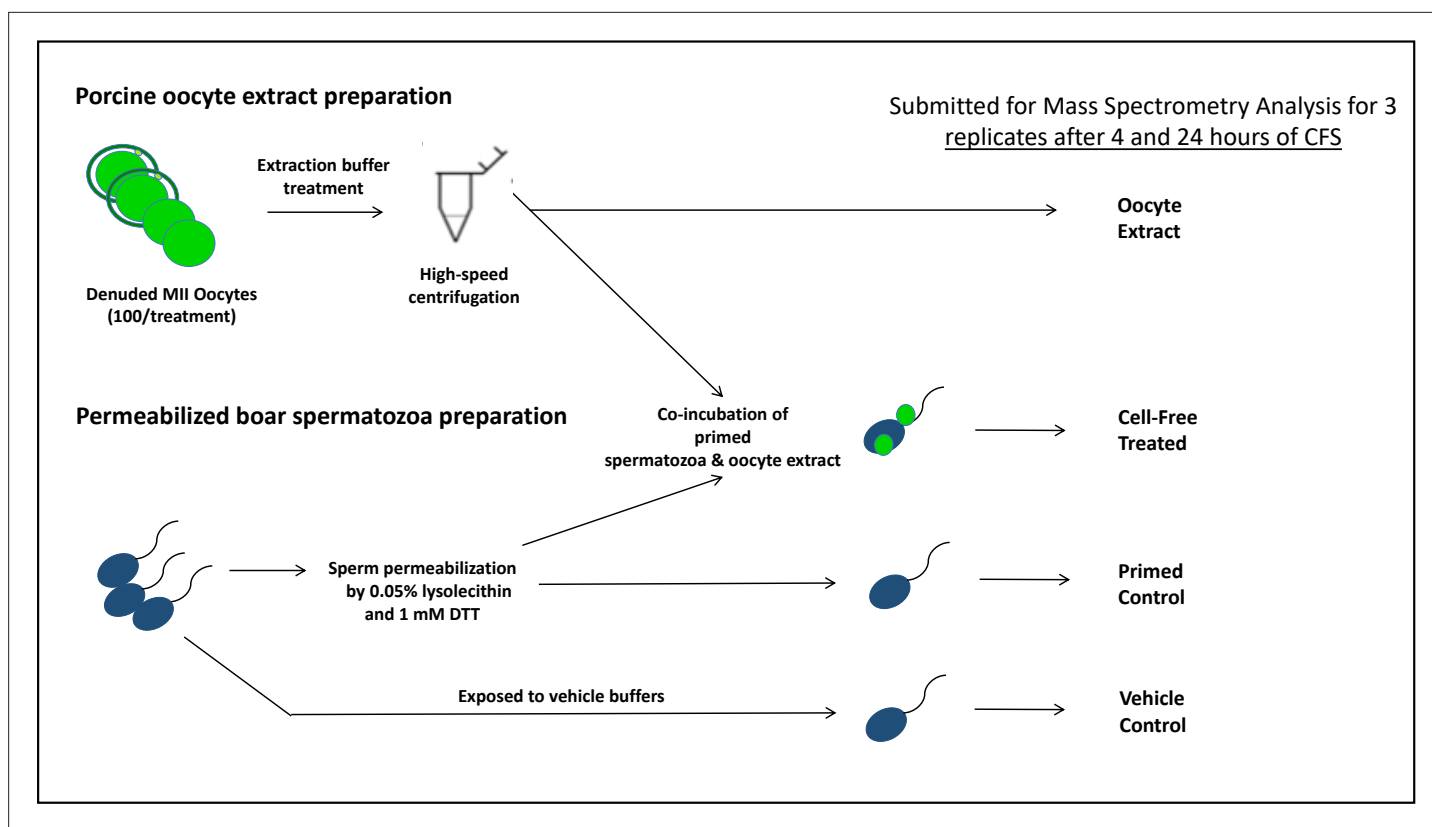 Porcine oocyte extract preparation
Submitted for Mass Spectrometry Analysis for 3
replicates after 4 and 24 hours of CFS
Extraction buffer
treatment
Oocyte
Extract
High-speed
centrifugation
Denuded MII Oocytes
(100/treatment)
Permeabilized boar spermatozoa preparation
Co-incubation of
primed
spermatozoa & oocyte extract
Cell-Free
Treated
Sperm permeabilization
by 0.05% lysolecithin
and 1 mM DTT
Primed
Control
Exposed to vehicle buffers
Vehicle
Control